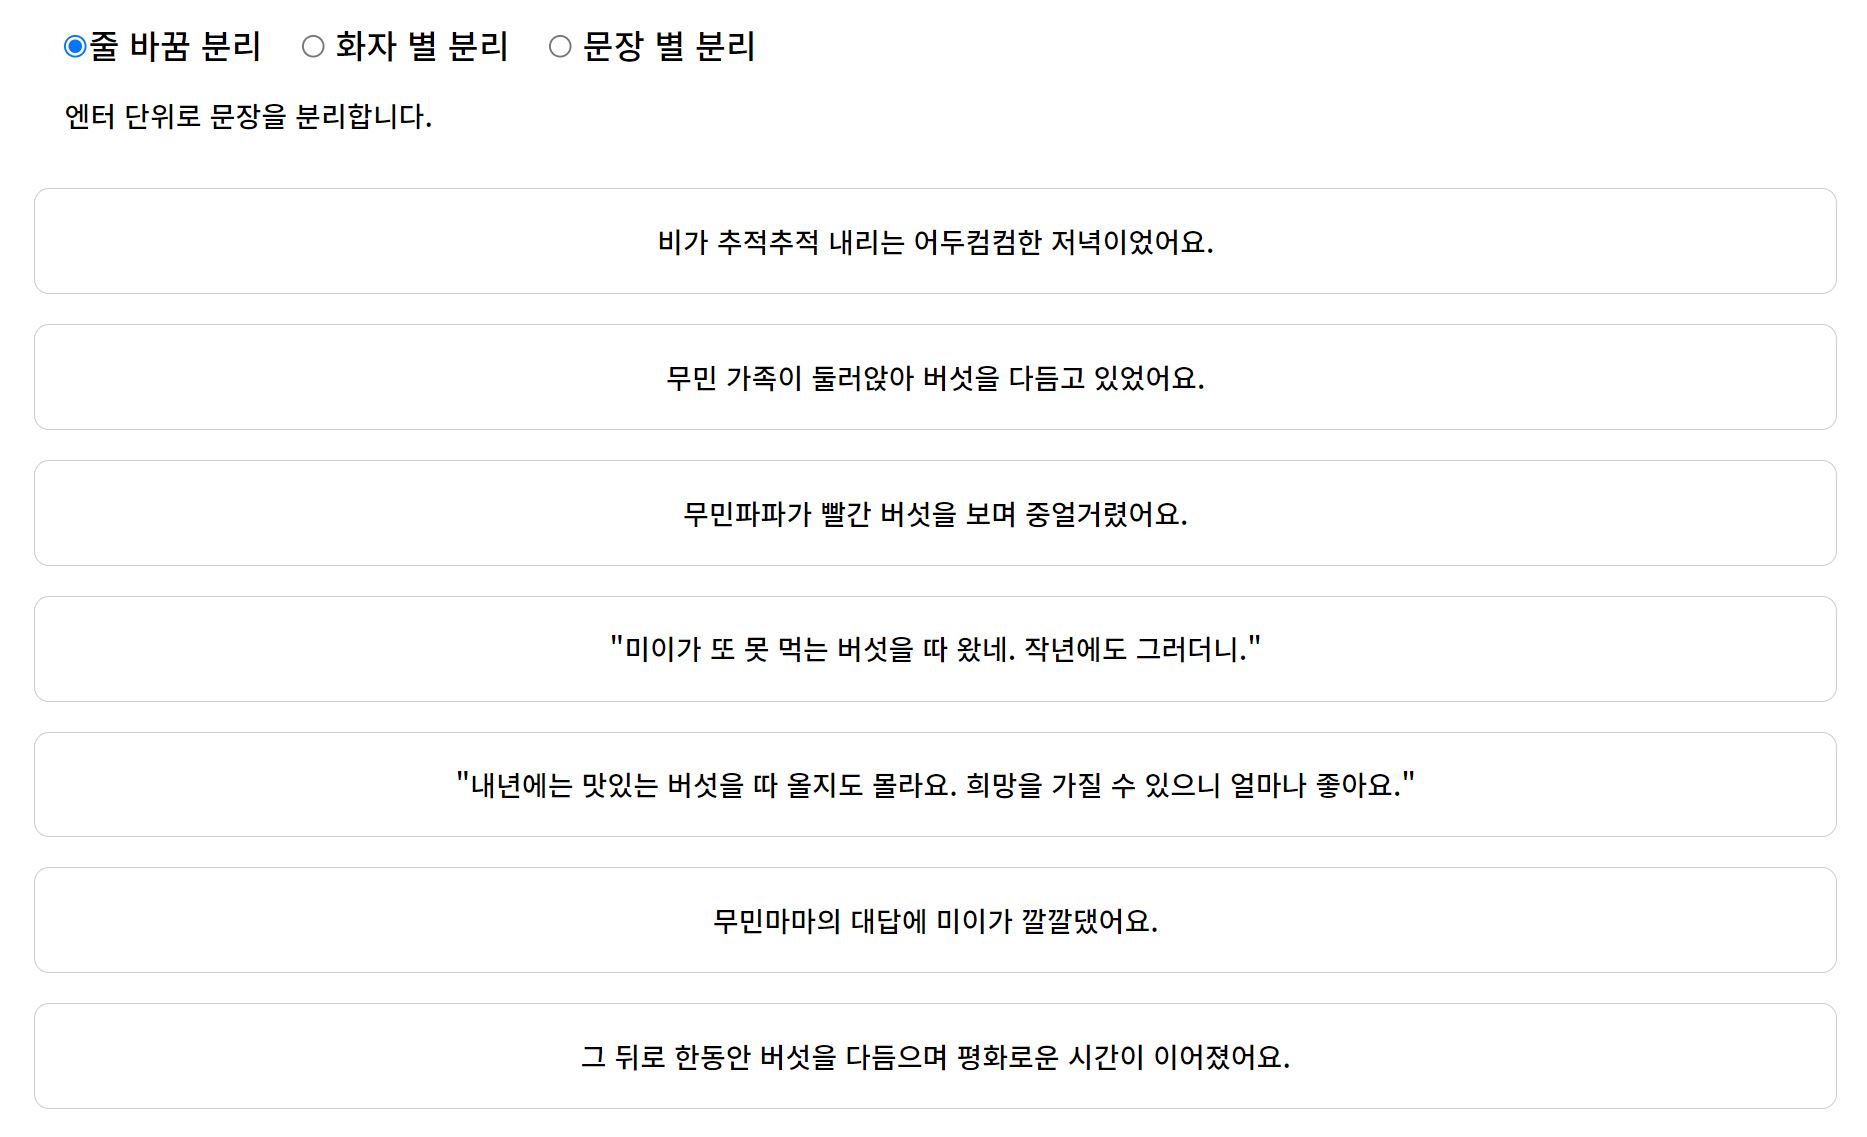 줄 바꿈 분리 화자 별 분리 문장 별 분리
엔터 단위로 문장을 분리합니다.
비가 추적추적 내리는 어두컴컴한 저녁이었어요.
무민 가족이 둘러앉아 버섯을 다듬고 있었어요.
무민파파가 빨간 버섯을 보며 중얼거렸어요.
"미이가 또 못 먹는 버섯을 따 왔네. 작년에도 그러더니."
"내년에는 맛있는 버섯을 따 올지도 몰라요. 희망을 가질 수 있으니 얼마나 좋아요."
무민마마의 대답에 미이가 깔깔댔어요.
그 뒤로 한동안 버섯을 다듬으며 평화로운 시간이 이어졌어요.